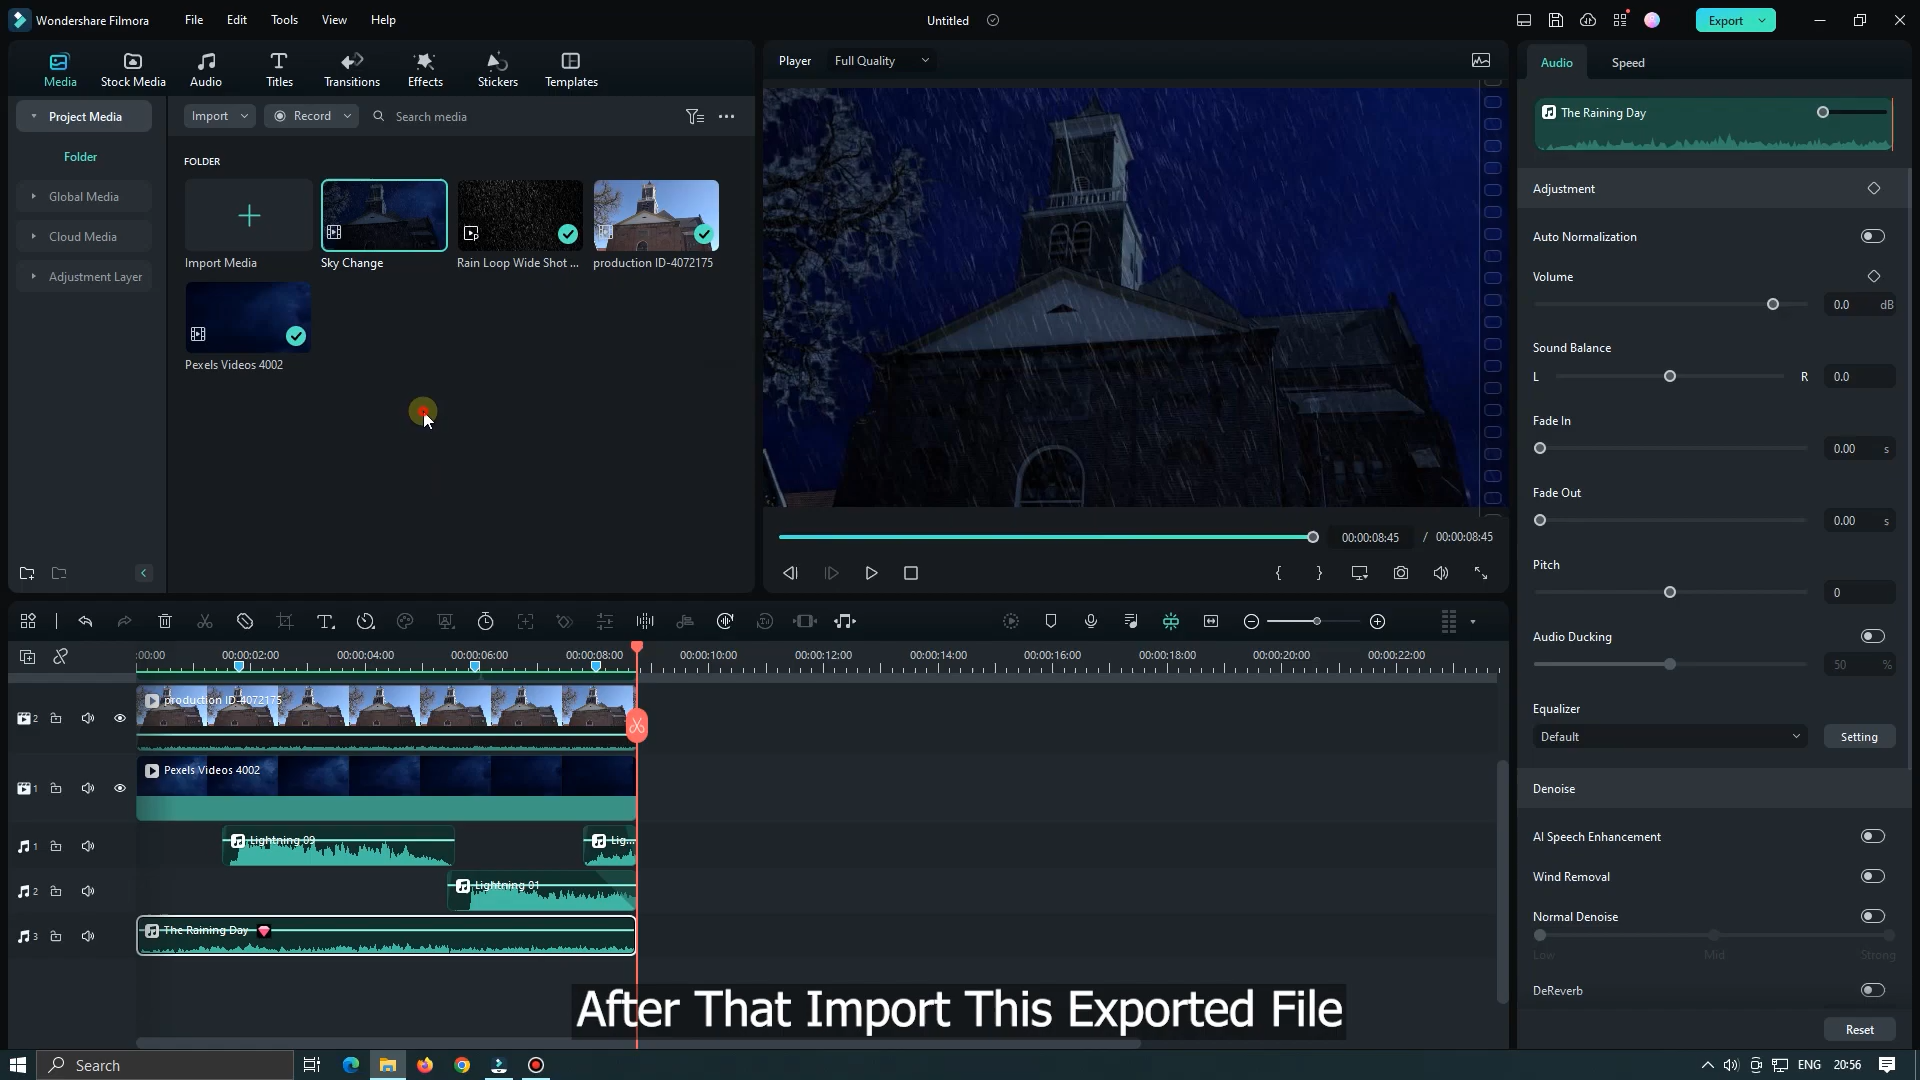 Wondershare Filmora
File
Edit
Tools
View
Help
Untitled
Export
Media
Stock Media
Audio
Titles
Transitions
Effects
Stickers
Templates
Player
Full Quality
Audio
Speed
Project Media
Folder
Global Media
Cloud Media
Adjustment Layer
Import
Record
Search media
FOLDER
Import Media
Sky Change
Rain Loop Wide Shot ...
production ID-4072175
Pexels Videos 4002
00:00:08:45 / 00:00:08:45
The Raining Day
Adjustment
Auto Normalization
Volume
0.0 dB
Sound Balance
L R 0.0
Fade In
0.00 s
Fade Out
0.00 s
Pitch
0
Audio Ducking
50 %
Equalizer
Default
Setting
Denoise
AI Speech Enhancement
Wind Removal
Normal Denoise
Low Mid Strong
DeReverb
Reset
:00:00 00:00:02:00 00:00:04:00 00:00:06:00 00:00:08:00 00:00:10:00 00:00:12:00 00:00:14:00 00:00:16:00 00:00:18:00 00:00:20:00 00:00:22:00
2
production ID-4072175
1
Pexels Videos 4002
1
Lightning 09
Lig...
2
Lightning 01
3
The Raining Day
After That Import This Exported File
Search
ENG
20:56